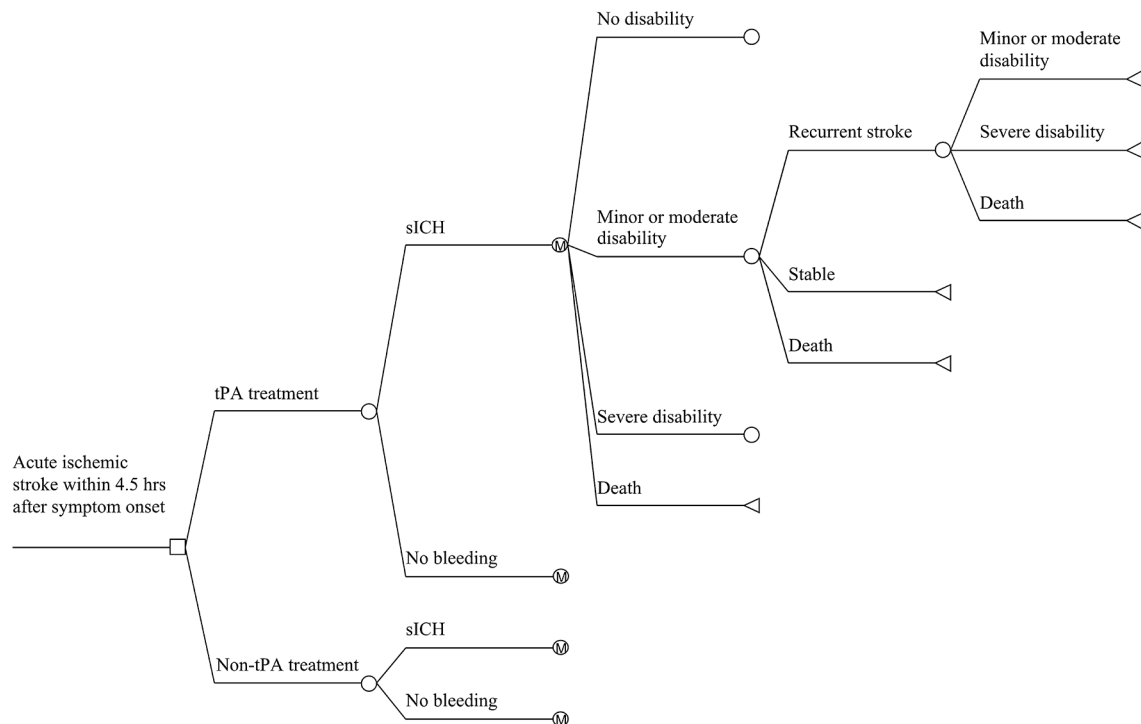 No disability
Minor or moderate
disability
Recurrent stroke
Severe disability
Death
sICH
Minor or moderate
disability
Stable
Death
tPA treatment
Severe disability
Acute ischemic
stroke within 4.5 hrs
after symptom onset
Death
No bleeding
sICH
Non-tPA treatment
No bleeding
M
M
M
M